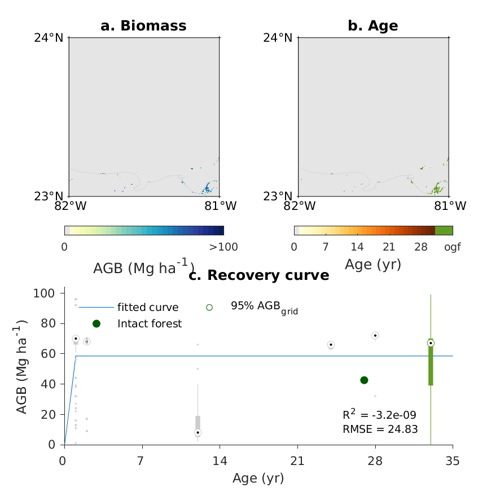 a. Biomass
b. Age
24°N
24°N
23°N
23°N
82°W 81°W
82°W 81°W
0 >100
0 7 14 21 28 ogf
AGB (Mg ha⁻¹)
Age (yr)
c. Recovery curve
AGB (Mg ha⁻¹)
100
80
60
40
20
0
fitted curve
Intact forest
95% AGB_grid
R² = -3.2e-09
RMSE = 24.83
0 7 14 21 28 35
Age (yr)